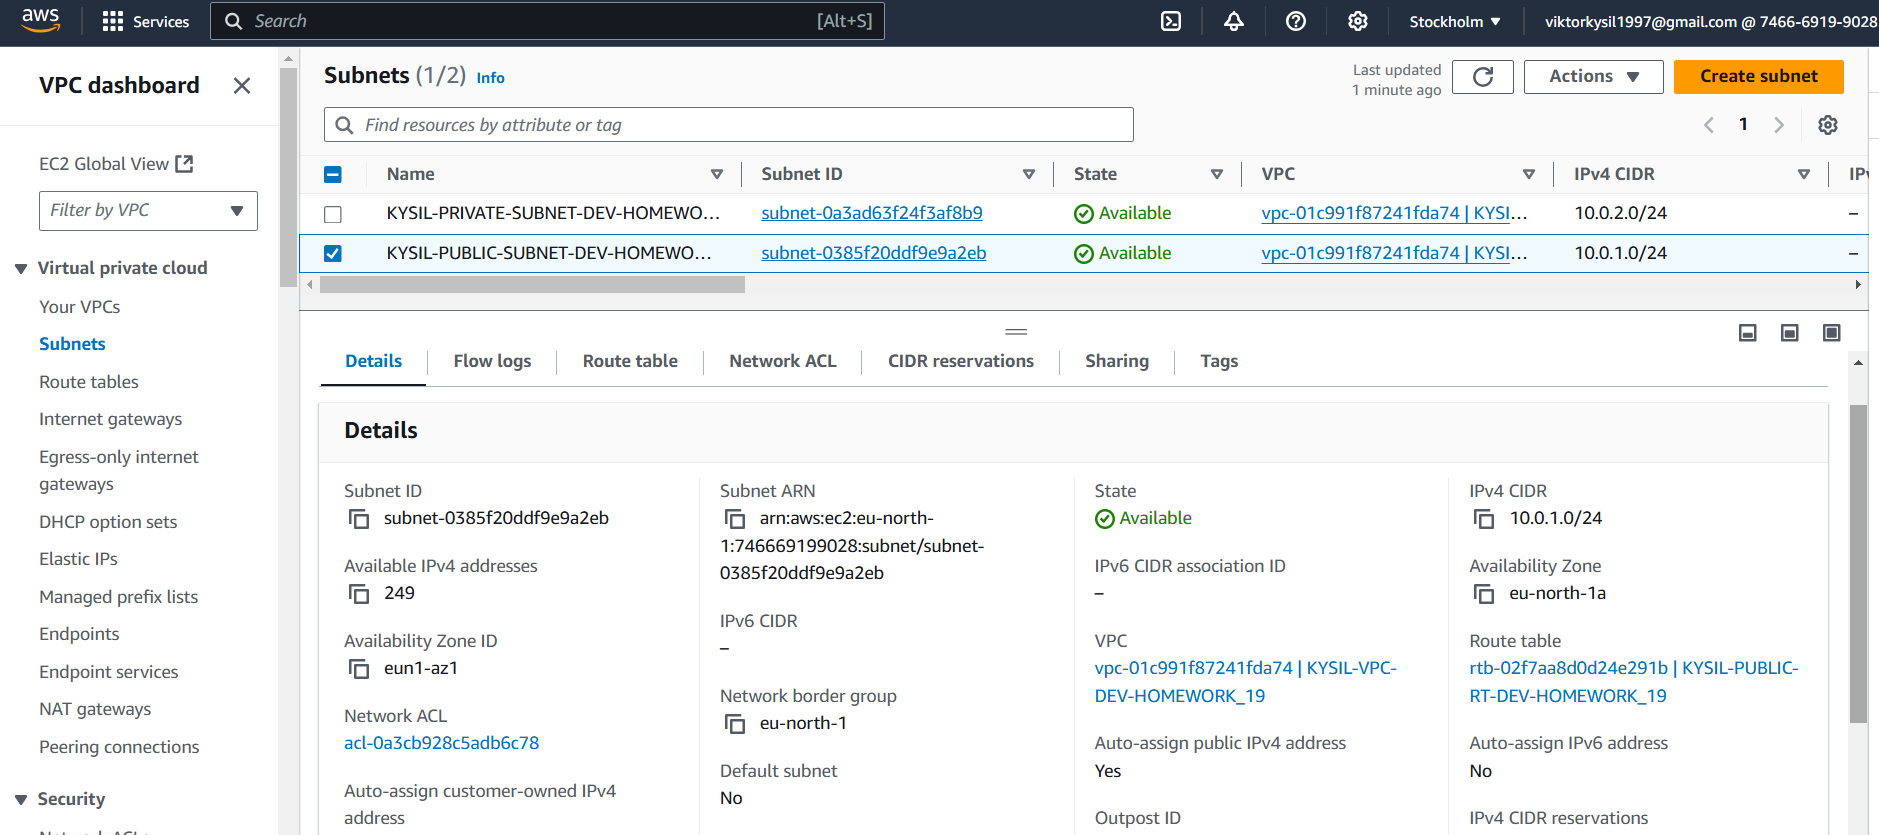 aws
Services
Search
[Alt+S]
Stockholm
viktorkysil1997@gmail.com @ 7466-6919-9028
VPC dashboard
EC2 Global View
Filter by VPC
Virtual private cloud
Your VPCs
Subnets
Route tables
Internet gateways
Egress-only internet
gateways
DHCP option sets
Elastic IPs
Managed prefix lists
Endpoints
Endpoint services
NAT gateways
Peering connections
Security
Subnets (1/2) Info
Last updated
1 minute ago
Actions
Create subnet
Find resources by attribute or tag
1
Name Subnet ID State VPC IPv4 CIDR
KYSIL-PRIVATE-SUBNET-DEV-HOMEWO... subnet-0a3ad63f24f3af8b9 Available vpc-01c991f87241fda74 | KYSI... 10.0.2.0/24 –
KYSIL-PUBLIC-SUBNET-DEV-HOMEWO... subnet-0385f20ddf9e9a2eb Available vpc-01c991f87241fda74 | KYSI... 10.0.1.0/24 –
Details Flow logs Route table Network ACL CIDR reservations Sharing Tags
Details
Subnet ID
subnet-0385f20ddf9e9a2eb
Available IPv4 addresses
249
Availability Zone ID
eun1-az1
Network ACL
acl-0a3cb928c5adb6c78
Auto-assign customer-owned IPv4
address
Subnet ARN
arn:aws:ec2:eu-north-
1:746669199028:subnet/subnet-
0385f20ddf9e9a2eb
IPv6 CIDR
–
Network border group
eu-north-1
Default subnet
No
State
Available
IPv6 CIDR association ID
–
VPC
vpc-01c991f87241fda74 | KYSIL-VPC-
DEV-HOMEWORK_19
Auto-assign public IPv4 address
Yes
Outpost ID
IPv4 CIDR
10.0.1.0/24
Availability Zone
eu-north-1a
Route table
rtb-02f7aa8d0d24e291b | KYSIL-PUBLIC-
RT-DEV-HOMEWORK_19
Auto-assign IPv6 address
No
IPv4 CIDR reservations